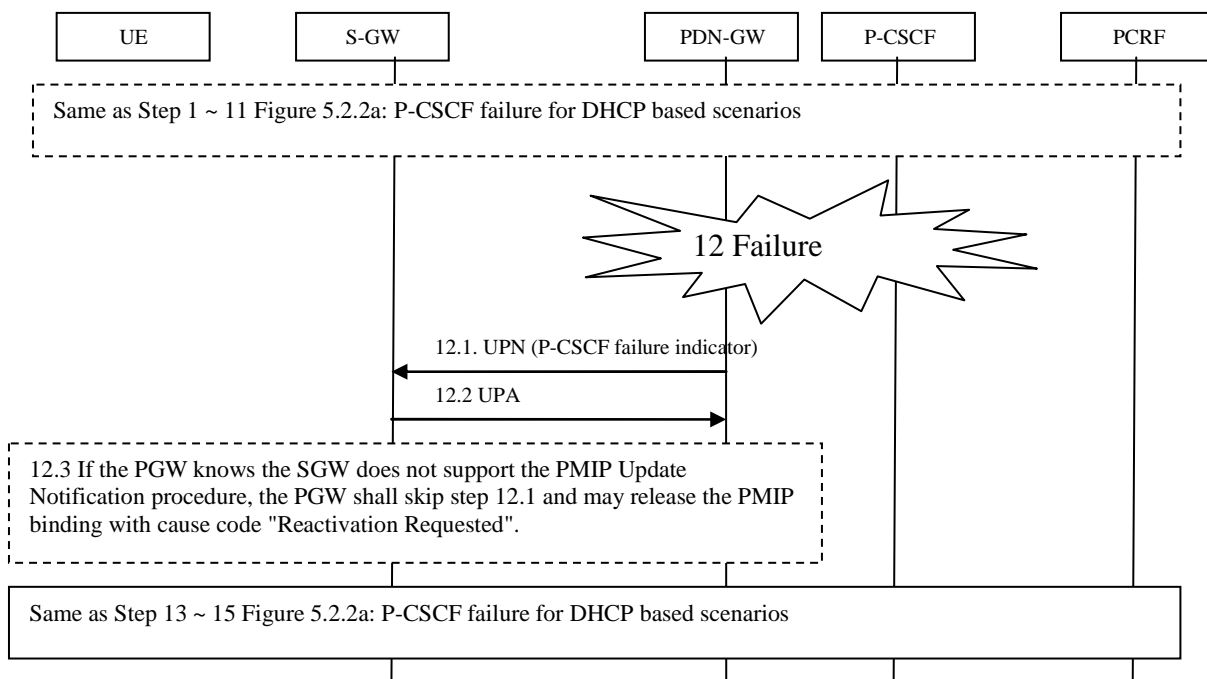 UE
S-GW
PDN-GW
P-CSCF
PCRF
Same as Step 1 ~ 11 Figure 5.2.2a: P-CSCF failure for DHCP based scenarios
12 Failure
12.1. UPN (P-CSCF failure indicator)
12.2 UPA
12.3 If the PGW knows the SGW does not support the PMIP Update
Notification procedure, the PGW shall skip step 12.1 and may release the PMIP
binding with cause code "Reactivation Requested".
Same as Step 13 ~ 15 Figure 5.2.2a: P-CSCF failure for DHCP based scenarios